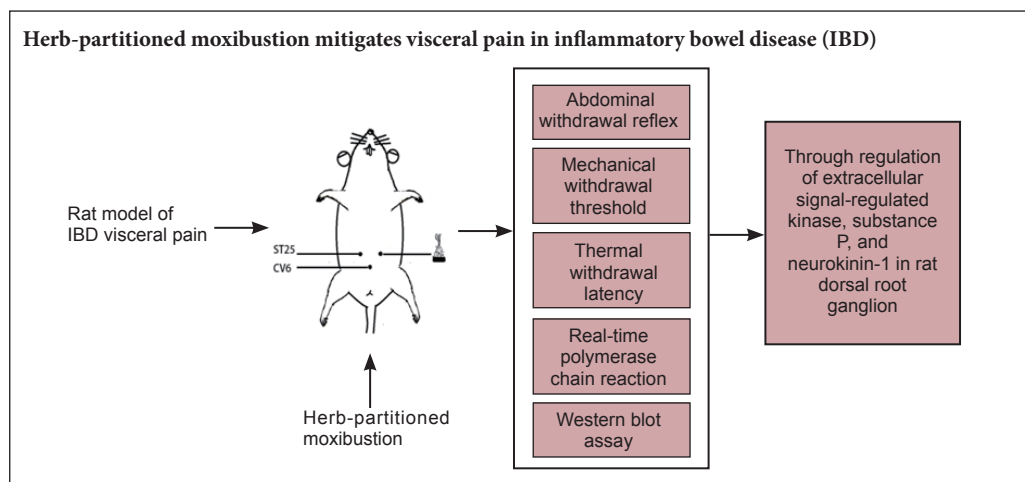 Herb-partitioned moxibustion mitigates visceral pain in inflammatory bowel disease (IBD)
Rat model of
IBD visceral pain
ST25
CV6
Herb-partitioned
moxibustion
Abdominal
withdrawal reflex
Mechanical
withdrawal
threshold
Thermal
withdrawal
latency
Real-time
polymerase
chain reaction
Western blot
assay
Through regulation
of extracellular
signal-regulated
kinase, substance
P, and
neurokinin-1 in rat
dorsal root
ganglion